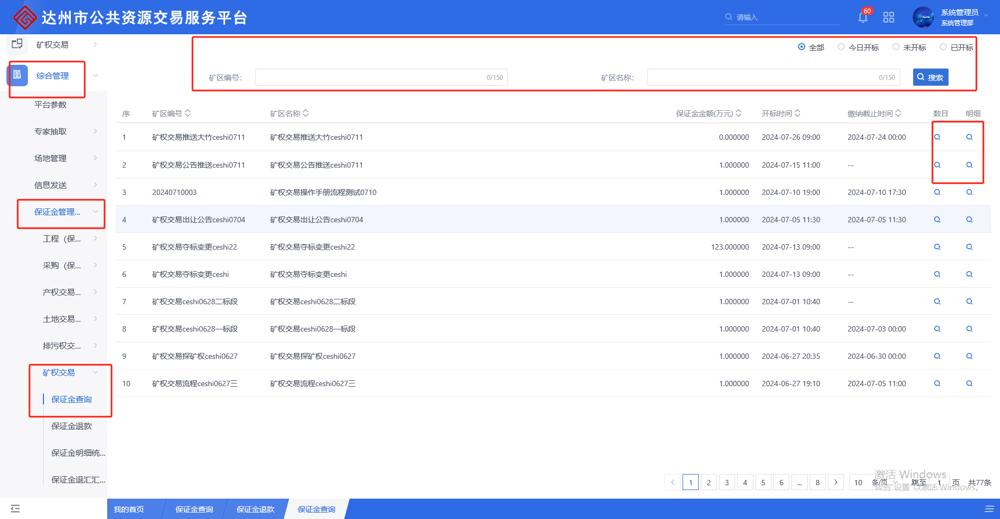 达州市公共资源交易服务平台
请输入
60
系统管理员
系统管理部
矿权交易
综合管理
平台参数
专家抽取
场地管理
信息发送
保证金管理...
工程（保...
采购（保...
产权交易...
土地交易...
排污权交...
矿权交易
保证金查询
保证金退款
保证金明细统...
保证金退汇汇...
全部 今日开标 未开标 已开标
矿区编号： 0/150 矿区名称： 0/150 搜索
序 矿区编号 矿区名称 保证金金额(万元) 开标时间 缴纳截止时间 数目 明细
1 矿权交易推送大竹ceshi0711 矿权交易推送大竹ceshi0711 0.000000 2024-07-26 09:00 2024-07-24 00:00
2 矿权交易公告推送ceshi0711 矿权交易公告推送ceshi0711 1.000000 2024-07-15 11:00 --
3 20240710003 矿权交易操作手册流程测试0710 1.000000 2024-07-10 19:00 2024-07-10 17:30
4 矿权交易出让公告ceshi0704 矿权交易出让公告ceshi0704 1.000000 2024-07-05 11:30 2024-07-05 11:30
5 矿权交易夺标变更ceshi22 矿权交易夺标变更ceshi22 123.000000 2024-07-13 09:00 --
6 矿权交易夺标变更ceshi 矿权交易夺标变更ceshi 1.000000 2024-07-13 09:00 --
7 矿权交易ceshi0628二标段 矿权交易ceshi0628二标段 1.000000 2024-07-01 10:40 --
8 矿权交易ceshi0628一标段 矿权交易ceshi0628一标段 1.000000 2024-07-01 10:40 2024-07-03 00:00
9 矿权交易探矿权ceshi0627 矿权交易探矿权ceshi0627 1.000000 2024-06-27 20:35 2024-06-30 00:00
10 矿权交易流程ceshi0627三 矿权交易流程ceshi0627三 1.000000 2024-06-27 19:10 2024-07-05 11:00
1 2 3 4 5 6 ... 8 10 条/页 跳至 1 页 共77条
激活 Windows
转到"设置"以激活 Windows。
我的首页 保证金查询 保证金退款 保证金查询